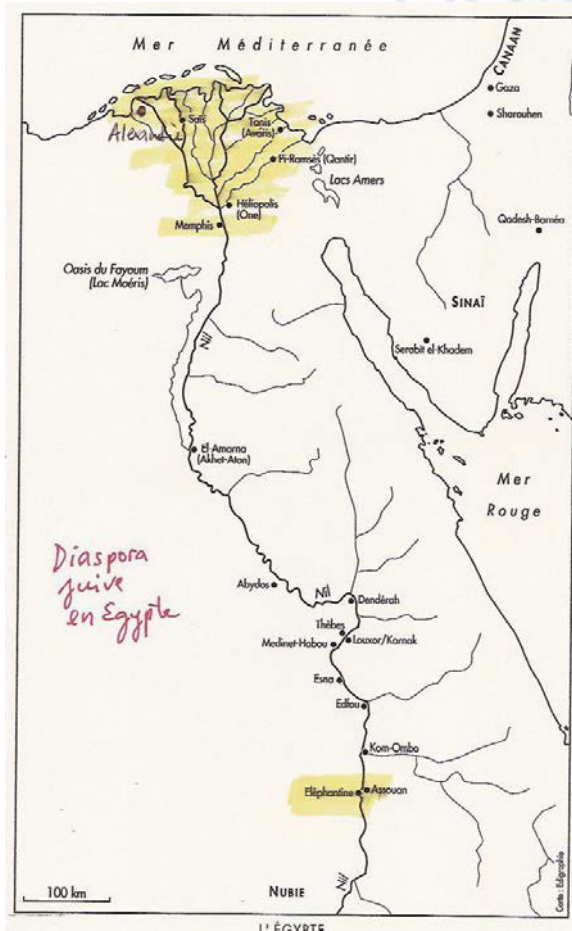 Mer Méditerranée
CANAAN
Gaza
Sharouhen
Saïs
Tanis
(Avaris)
Alexandrie
Pi-Ramsès (Qantir)
Lacs Amers
Héliopolis
(One)
Memphis
Qadesh-Barnéa
Oasis du Fayoum
(Lac Moéris)
SINAÏ
Nil
Serabit el-Khadem
El-Amarna
(Akhet-Aton)
Mer
Rouge
Diaspora
juive
en Egypte
Abydos
Nil
Dendérah
Thèbes
Medinet-Habou
Louxor/Karnak
Esna
Edfou
Kom-Ombo
Eléphantine
Assouan
100 km
NUBIE
Nil
Carte : Edigraphie
L'ÉGYPTE